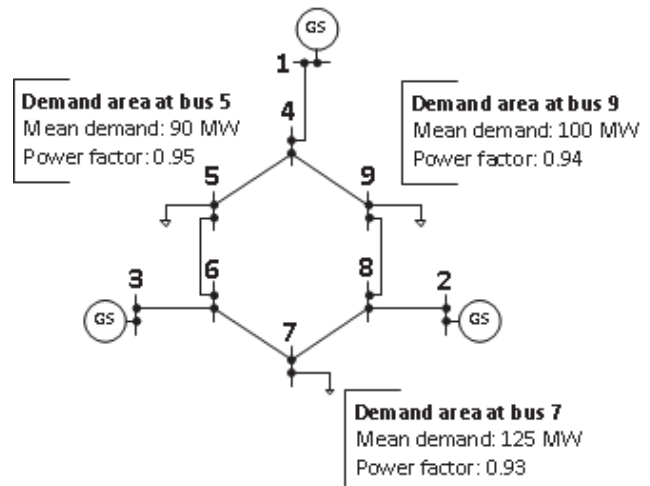 GS
1
Demand area at bus 5
Mean demand: 90 MW
Power factor: 0.95
4
Demand area at bus 9
Mean demand: 100 MW
Power factor: 0.94
5
9
3
6
8
2
GS
GS
7
Demand area at bus 7
Mean demand: 125 MW
Power factor: 0.93